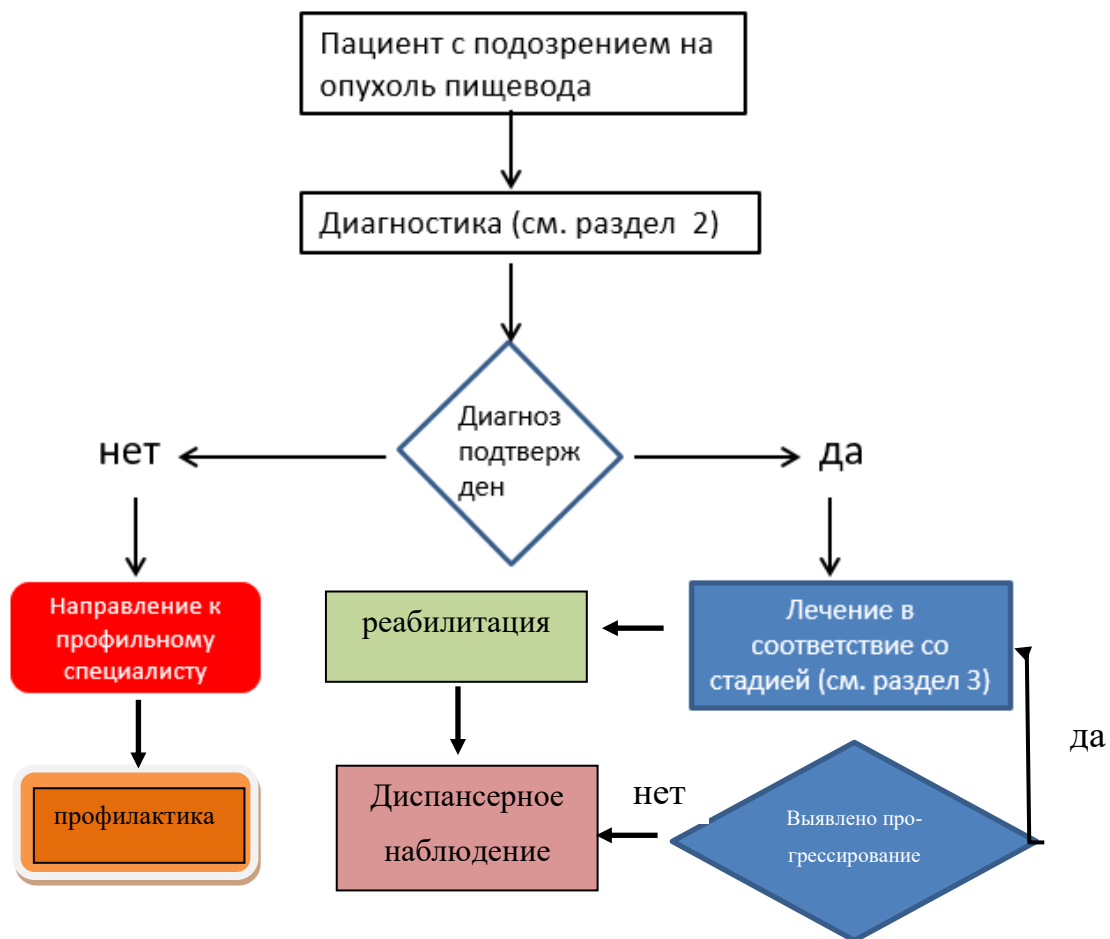 Пациент с подозрением на
опухоль пищевода
Диагностика (см. раздел  2)
Диагноз
подтверж
ден
нет
да
Направление к
профильному
специалисту
реабилитация
Лечение в
соответствие со
стадией (см. раздел 3)
да
профилактика
Диспансерное
наблюдение
нет
Выявлено про-
грессирование